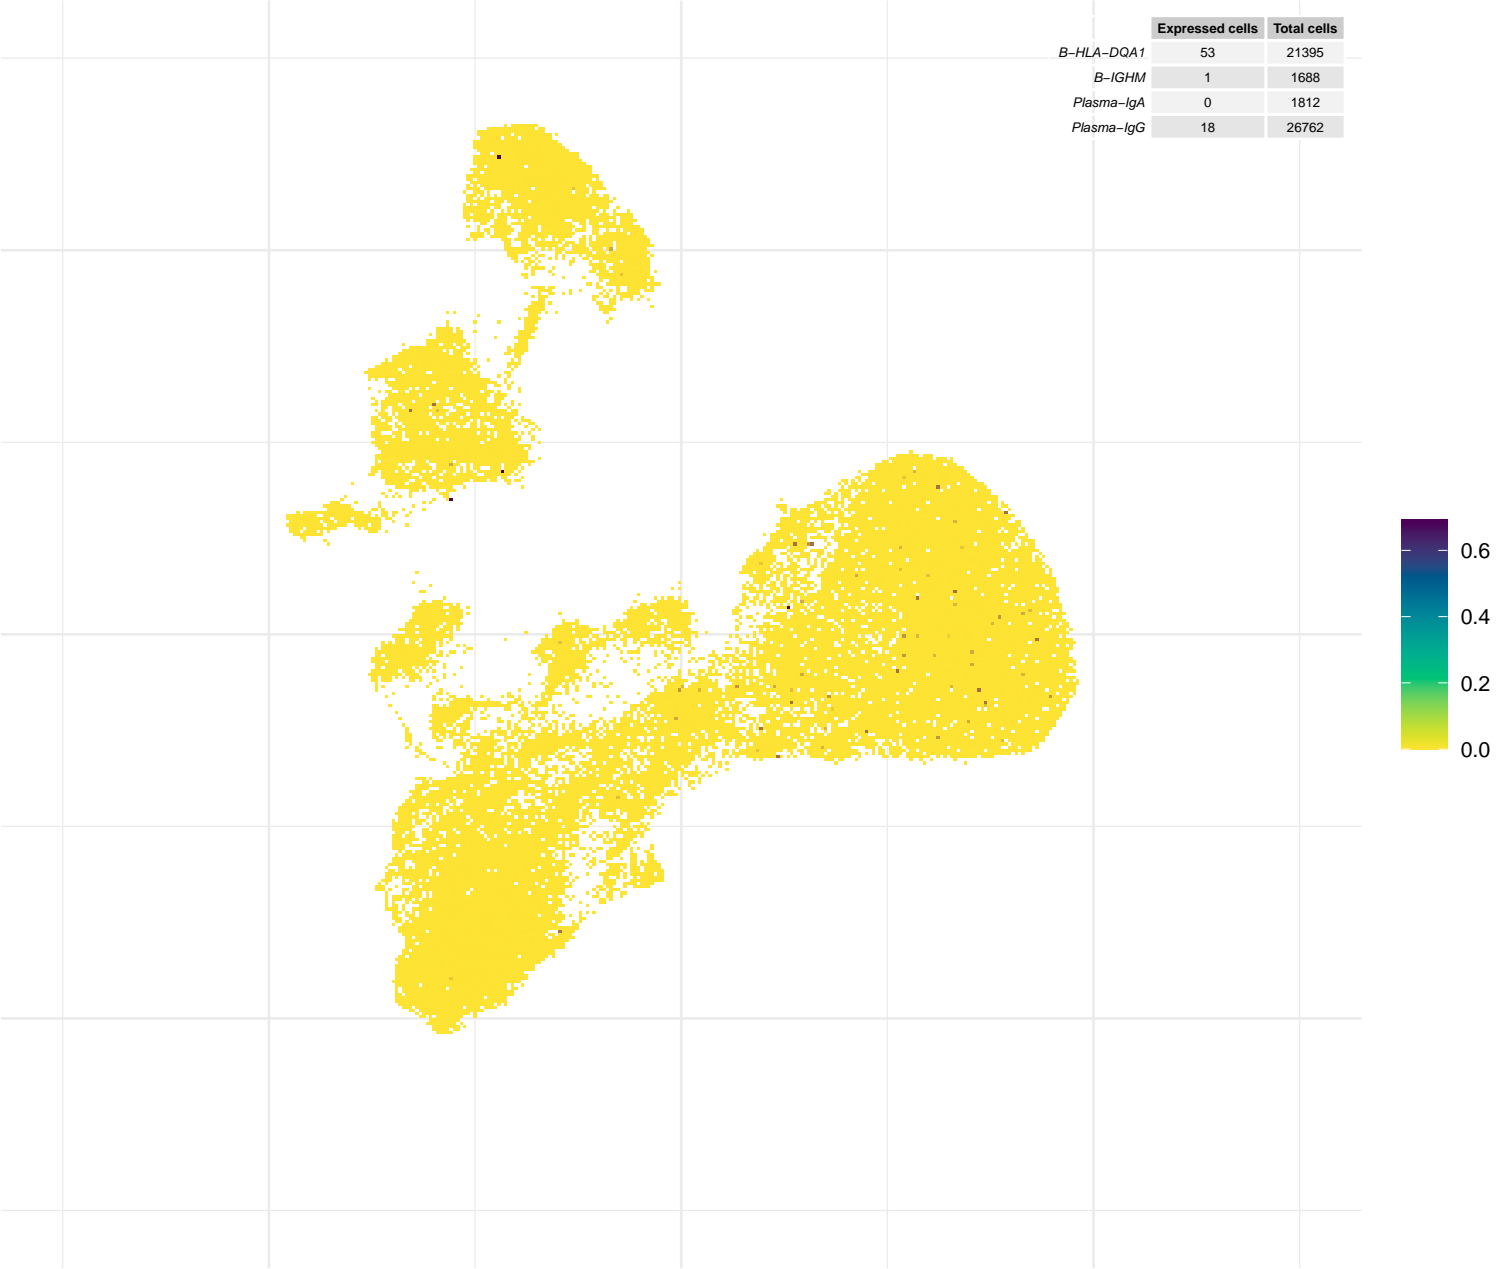 Expressed cells Total cells
B−HLA−DQA1 53 21395
B−IGHM 1 1688
Plasma−IgA 0 1812
Plasma−IgG 18 26762
0.6
0.4
0.2
0.0